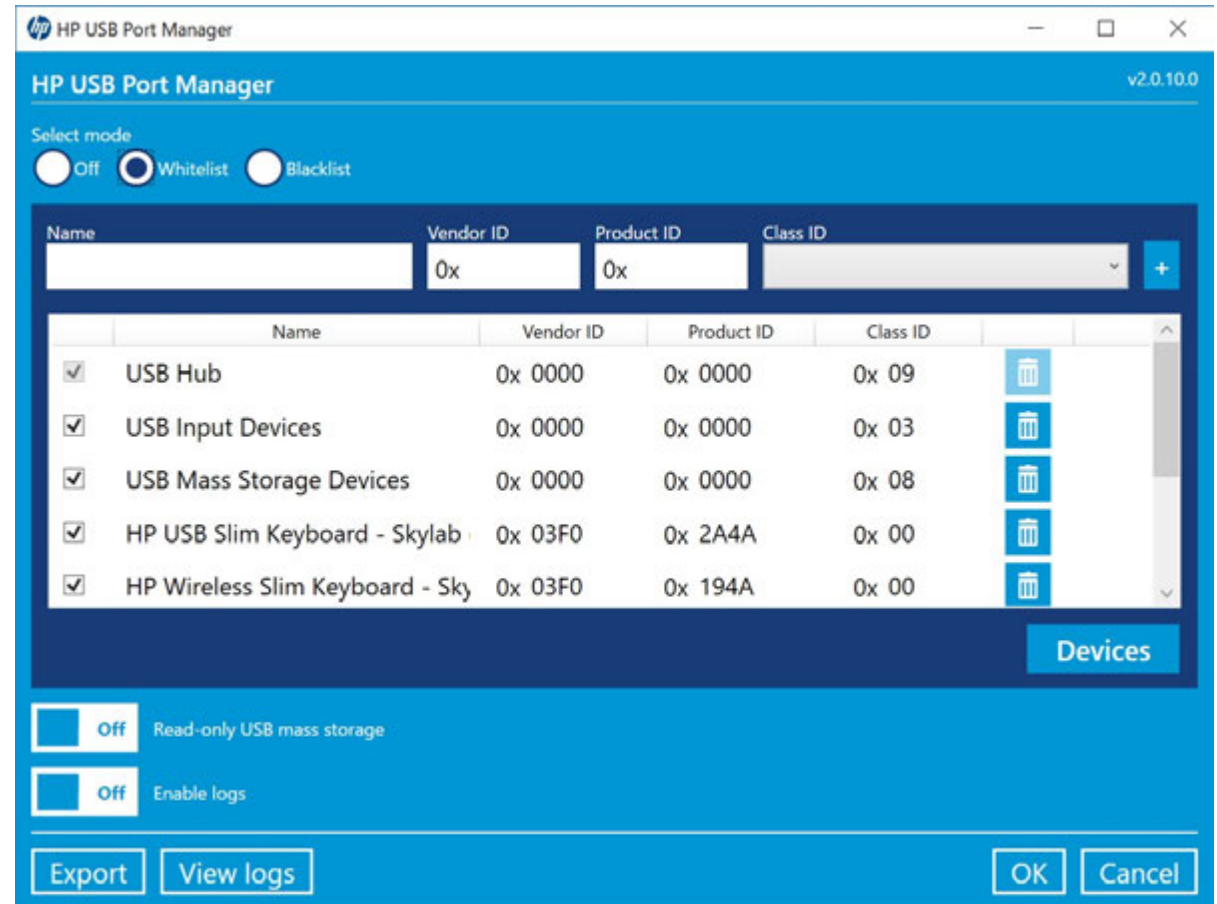 hp HP USB Port Manager
HP USB Port Manager v2.0.10.0
Select mode
Off Whitelist Blacklist
Name Vendor ID Product ID Class ID
0x 0x +
Name Vendor ID Product ID Class ID
USB Hub 0x 0000 0x 0000 0x 09
USB Input Devices 0x 0000 0x 0000 0x 03
USB Mass Storage Devices 0x 0000 0x 0000 0x 08
HP USB Slim Keyboard - Skylab 0x 03F0 0x 2A4A 0x 00
HP Wireless Slim Keyboard - Sky 0x 03F0 0x 194A 0x 00
Devices
Off Read-only USB mass storage
Off Enable logs
Export View logs OK Cancel